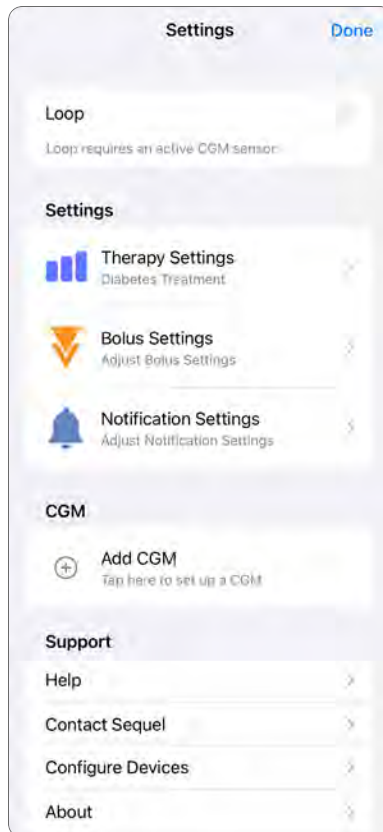 Settings
Done
Loop
Loop requires an active CGM sensor
Settings
Therapy Settings
Diabetes Treatment
Bolus Settings
Adjust Bolus Settings
Notification Settings
Adjust Notification Settings
CGM
Add CGM
Tap here to set up a CGM
Support
Help
Contact Sequel
Configure Devices
About